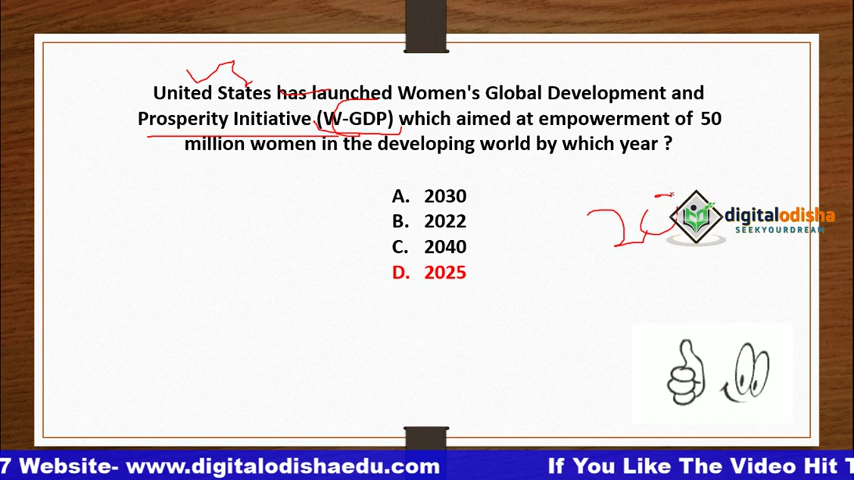 United States has launched Women's Global Development and
Prosperity Initiative (W-GDP) which aimed at empowerment of 50
million women in the developing world by which year ?
A. 2030
B. 2022
C. 2040
D. 2025
digitalodisha
SEEKYOURDREAM
7 Website- www.digitalodishaedu.com If You Like The Video Hit T